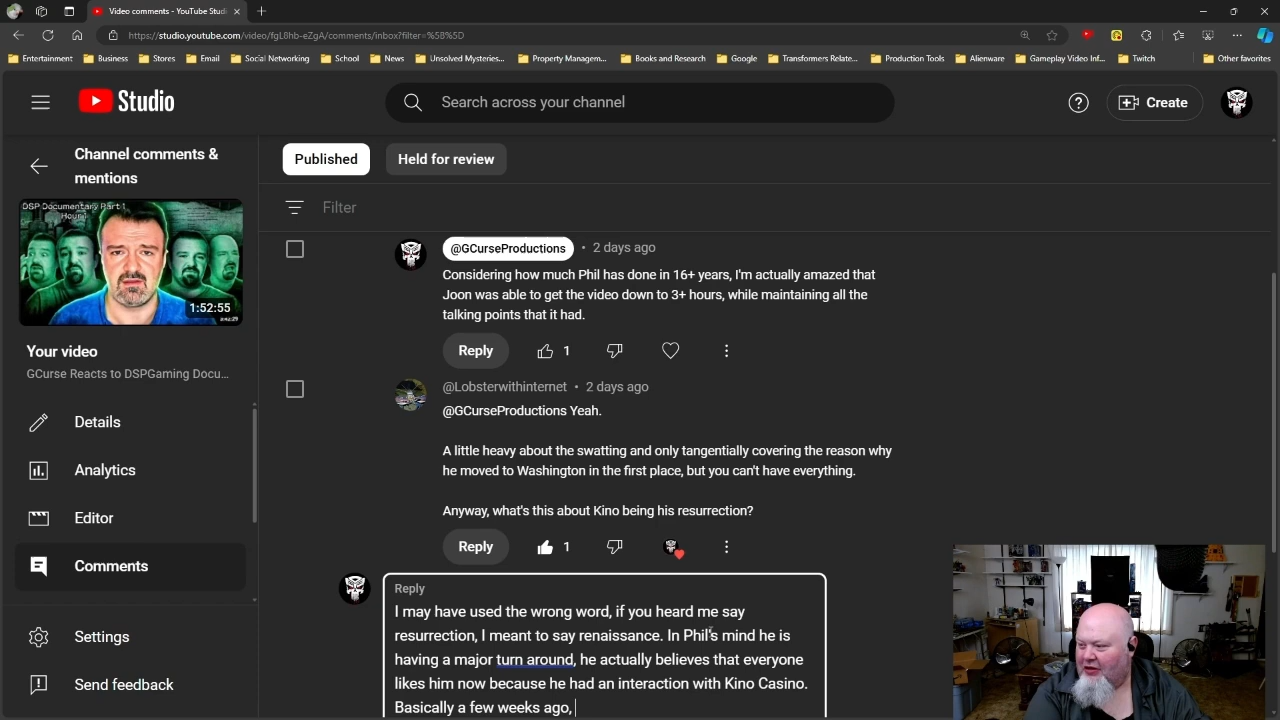 Video comments - YouTube Studi
https://studio.youtube.com/video/fgL8hb-eZgA/comments/inbox?filter=%5B%5D
Entertainment
Business
Stores
Email
Social Networking
School
News
Unsolved Mysteries...
Property Managem...
Books and Research
Google
Transformers Relate...
Production Tools
Alienware
Gameplay Video Inf...
Twitch
Other favorites
Studio
Search across your channel
Create
Channel comments &
mentions
DSP Documentary Part 1
Hour 1
1:52:55
Your video
GCurse Reacts to DSPGaming Docu...
Details
Analytics
Editor
Comments
Settings
Send feedback
Published
Held for review
Filter
@GCurseProductions • 2 days ago
Considering how much Phil has done in 16+ years, I'm actually amazed that
Joon was able to get the video down to 3+ hours, while maintaining all the
talking points that it had.
Reply
1
@Lobsterwithinternet • 2 days ago
@GCurseProductions Yeah.
A little heavy about the swatting and only tangentially covering the reason why
he moved to Washington in the first place, but you can't have everything.
Anyway, what's this about Kino being his resurrection?
Reply
1
Reply
I may have used the wrong word, if you heard me say
resurrection, I meant to say renaissance. In Phil's mind he is
having a major turn around, he actually believes that everyone
likes him now because he had an interaction with Kino Casino.
Basically a few weeks ago,